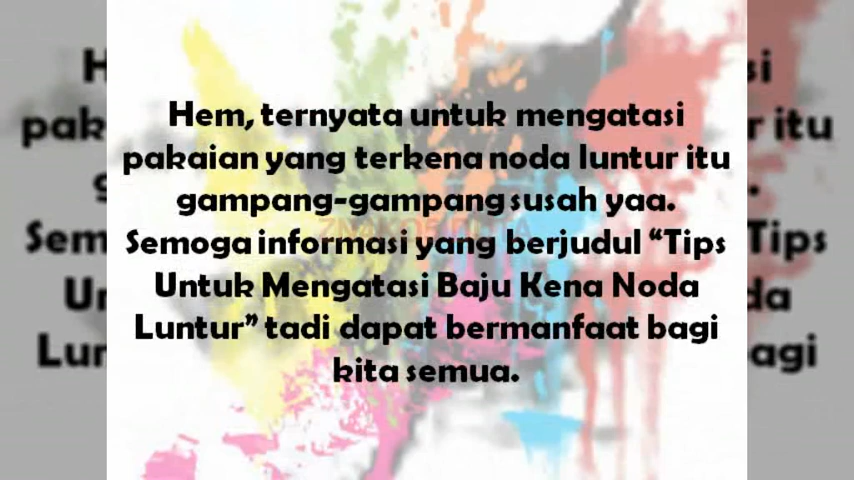 Hem, ternyata untuk mengatasi
pakaian yang terkena noda luntur itu
gampang-gampang susah yaa.
Semoga informasi yang berjudul “Tips
Untuk Mengatasi Baju Kena Noda
Luntur” tadi dapat bermanfaat bagi
kita semua.